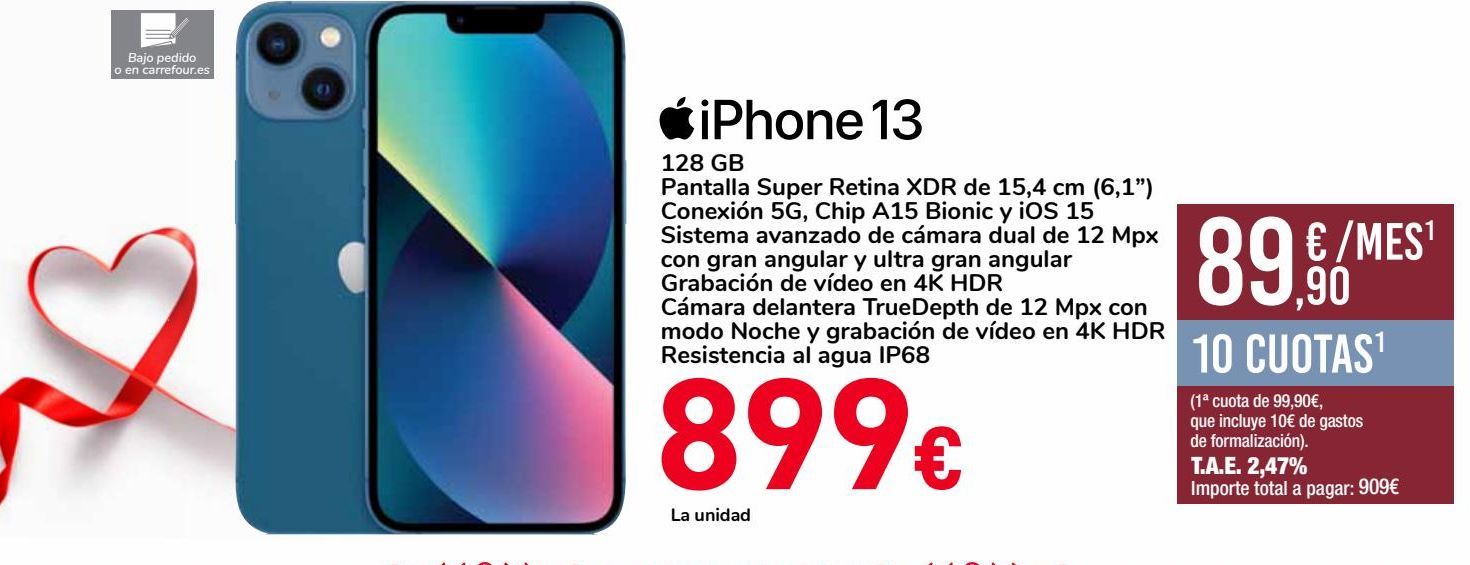 Bajo pedido
o en carrefour.es
iPhone 13
128 GB
Pantalla Super Retina XDR de 15,4 cm (6,1”)
Conexión 5G, Chip A15 Bionic y iOS 15
Sistema avanzado de cámara dual de 12 Mpx
con gran angular y ultra gran angular
Grabación de vídeo en 4K HDR
Cámara delantera TrueDepth de 12 Mpx con
modo Noche y grabación de vídeo en 4K HDR
Resistencia al agua IP68
899€
La unidad
89,90 €/MES¹
10 CUOTAS¹
(1ª cuota de 99,90€,
que incluye 10€ de gastos
de formalización).
T.A.E. 2,47%
Importe total a pagar: 909€